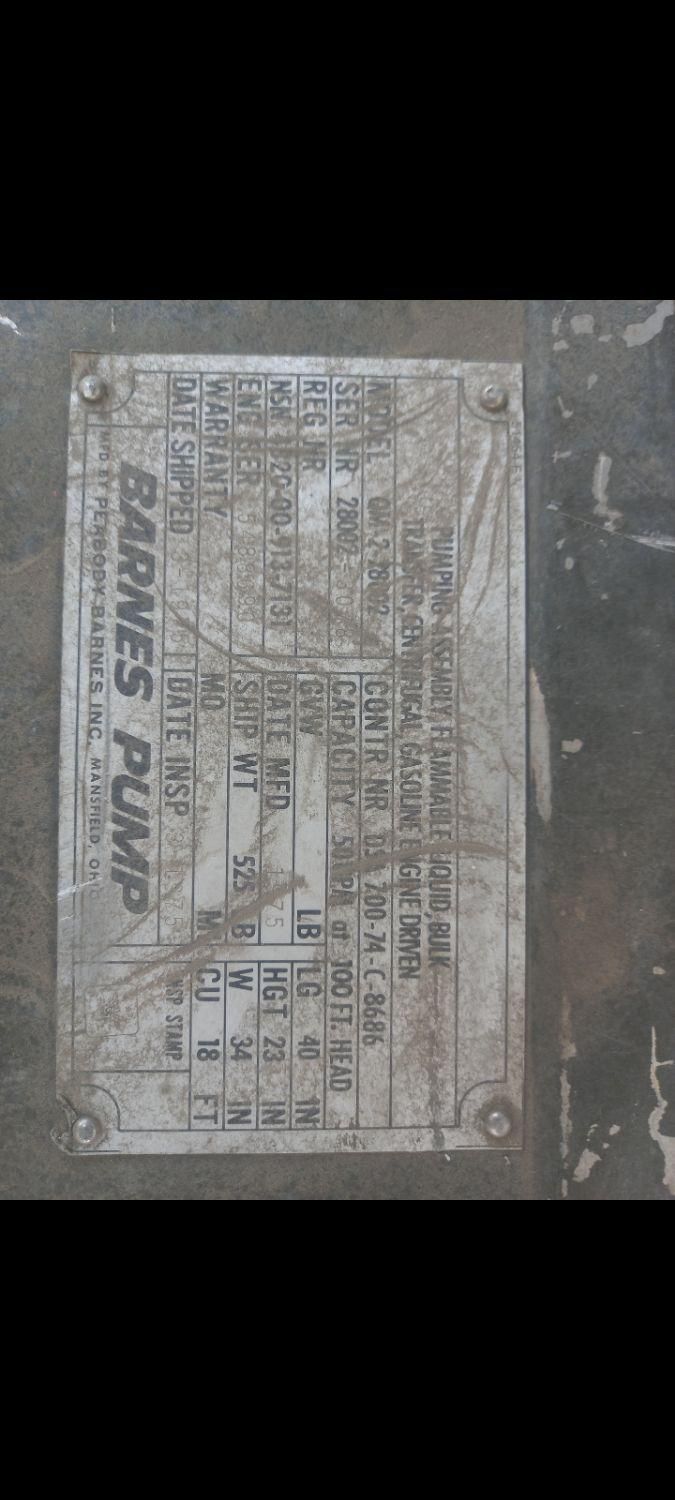 PUMPING ASSEMBLY, FLAMMABLE LIQUID, BULK
TRANSFER, CENTRIFUGAL, GASOLINE ENGINE DRIVEN
MODEL CONTR NR 700-74-C-8686
SER NR 28002- CAPACITY at 100 FT. HEAD
REG NR GVW LB LG 40 IN
NSN DATE MFD HGT 23 IN
ENG SER SHIP WT 525 W 34 IN
WARRANTY MO CU 18 FT
DATE SHIPPED DATE INSP INSP STAMP
BARNES PUMP
MFD BY PEABODY BARNES INC. MANSFIELD, OHIO